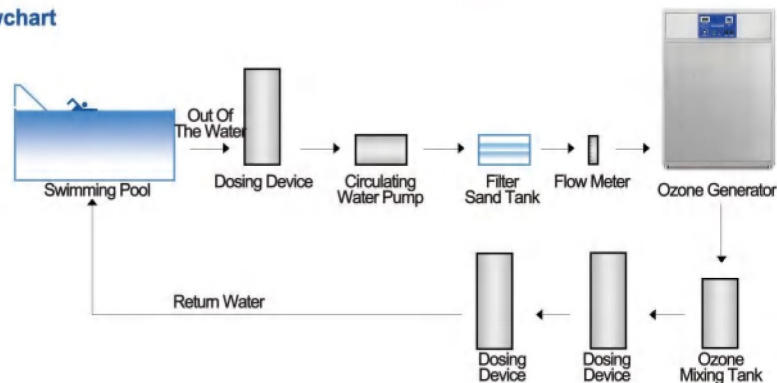 Out Of
The Water
Swimming Pool
Dosing Device
Circulating
Water Pump
Filter
Sand Tank
Flow Meter
Ozone Generator
Return Water
Dosing
Device
Dosing
Device
Ozone
Mixing Tank